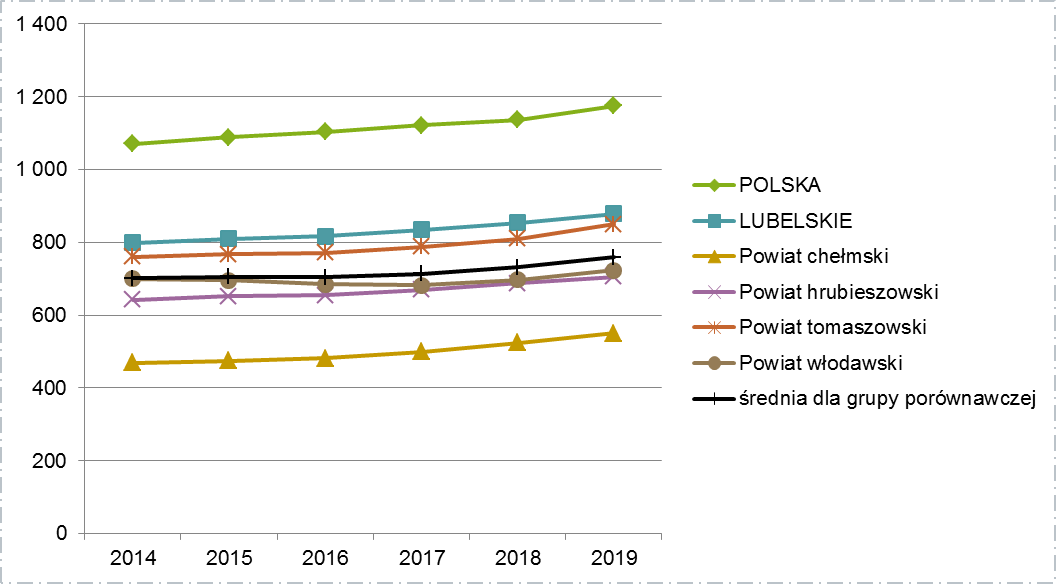 1 400
1 200
1 000
800
600
400
200
0
2014 2015 2016 2017 2018 2019
POLSKA
LUBELSKIE
Powiat chełmski
Powiat hrubieszowski
Powiat tomaszowski
Powiat włodawski
średnia dla grupy porównawczej